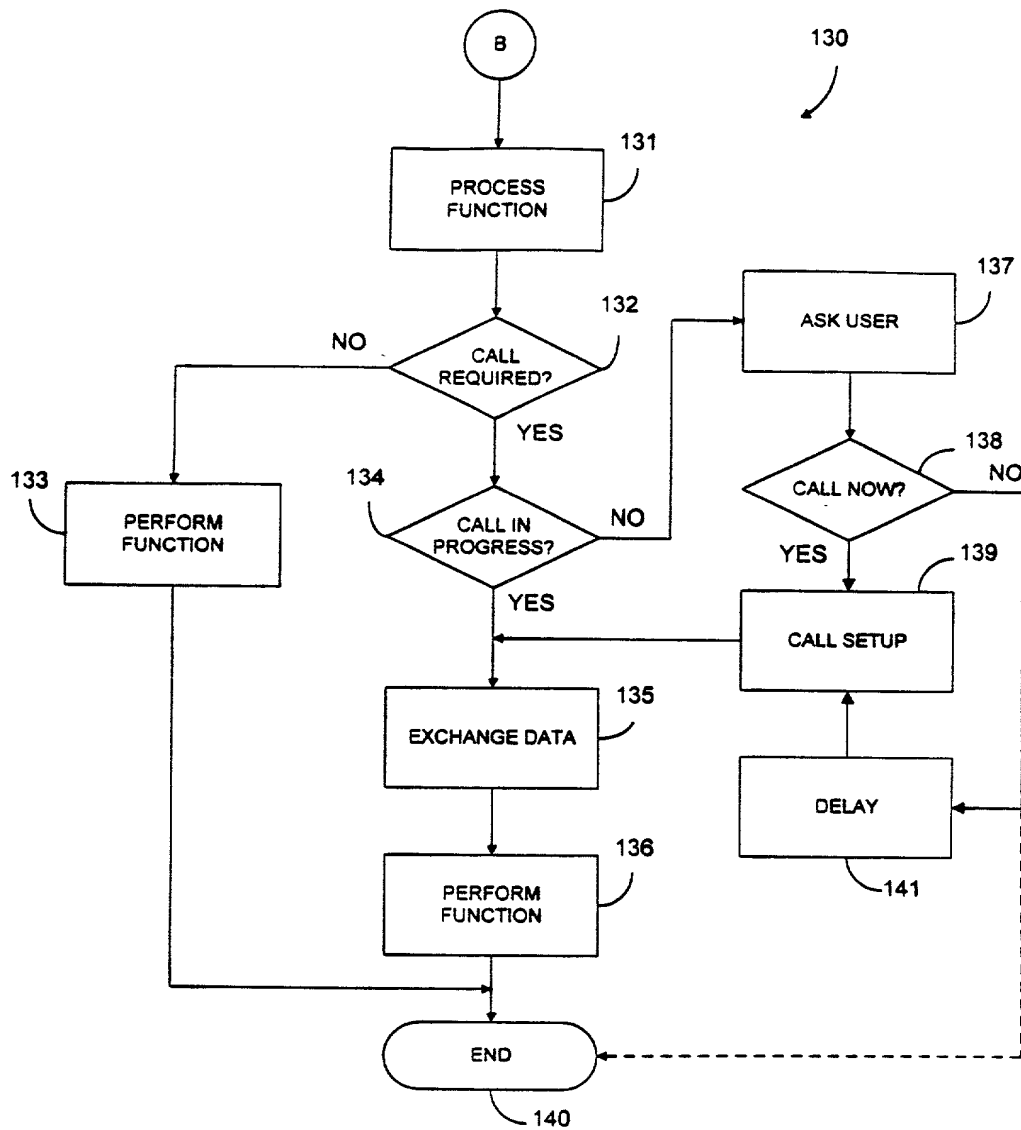 B
130
131
PROCESS
FUNCTION
132
137
ASK USER
NO
CALL
REQUIRED?
YES
138
NO
133
134
CALL NOW?
PERFORM
FUNCTION
CALL IN
PROGRESS?
NO
YES
139
YES
CALL SETUP
135
EXCHANGE DATA
DELAY
136
141
PERFORM
FUNCTION
END
140